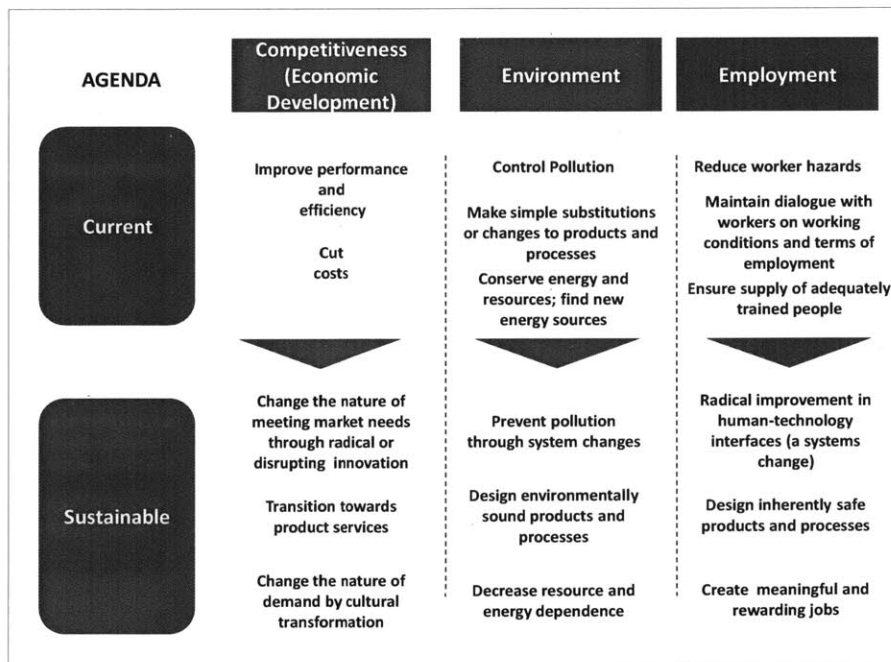 AGENDA
Competitiveness
(Economic
Development)
Environment
Employment
Current
Improve performance
and
efficiency
Cut
costs
Control Pollution
Make simple substitutions
or changes to products and
processes
Conserve energy and
resources; find new
energy sources
Reduce worker hazards
Maintain dialogue with
workers on working
conditions and terms of
employment
Ensure supply of adequately
trained people
Sustainable
Change the nature of
meeting market needs
through radical or
disrupting innovation
Transition towards
product services
Change the nature of
demand by cultural
transformation
Prevent pollution
through system changes
Design environmentally
sound products and
processes
Decrease resource and
energy dependence
Radical improvement in
human-technology
interfaces (a systems
change)
Design inherently safe
products and processes
Create meaningful and
rewarding jobs